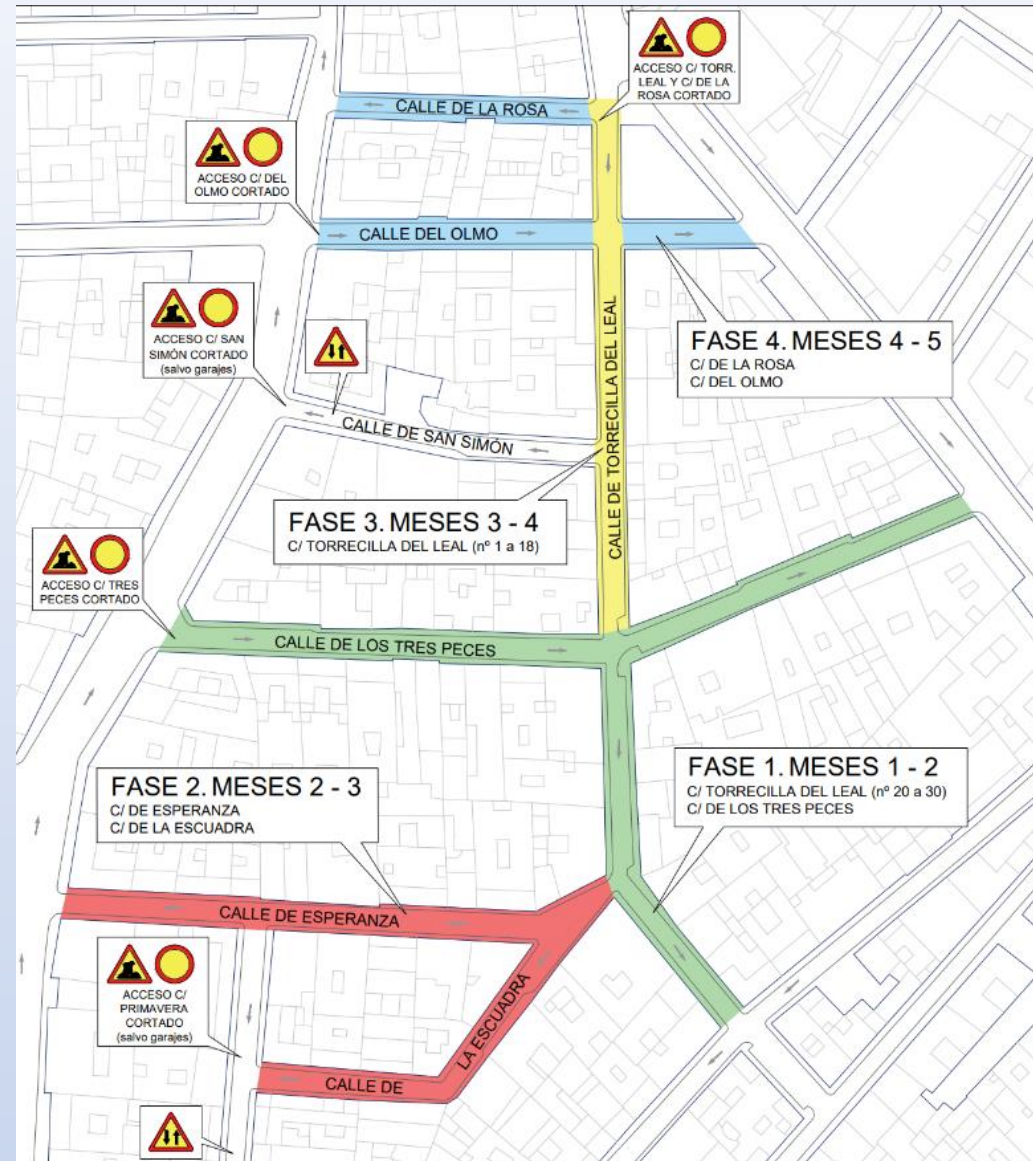 ACCESO C/ TORR.
LEAL Y C/ DE LA
ROSA CORTADO
CALLE DE LA ROSA
ACCESO C/ DEL
OLMO CORTADO
CALLE DEL OLMO
ACCESO C/ SAN
SIMÓN CORTADO
(salvo garajes)
CALLE DE TORRECILLA DEL LEAL
FASE 4. MESES 4 - 5
C/ DE LA ROSA
C/ DEL OLMO
CALLE DE SAN SIMÓN
FASE 3. MESES 3 - 4
C/ TORRECILLA DEL LEAL (nº 1 a 18)
ACCESO C/ TRES
PECES CORTADO
CALLE DE LOS TRES PECES
FASE 2. MESES 2 - 3
C/ DE ESPERANZA
C/ DE LA ESCUADRA
FASE 1. MESES 1 - 2
C/ TORRECILLA DEL LEAL (nº 20 a 30)
C/ DE LOS TRES PECES
CALLE DE ESPERANZA
ACCESO C/
PRIMAVERA
CORTADO
(salvo garajes)
CALLE DE
LA ESCUADRA